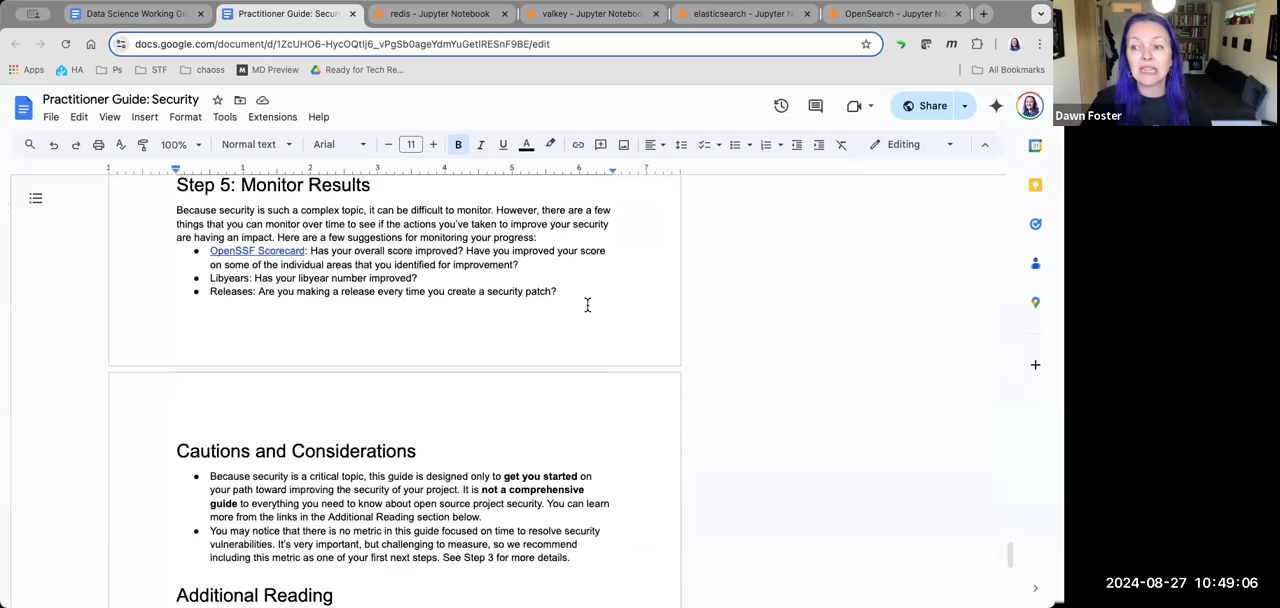 Data Science Working Gr
Practitioner Guide: Securi
redis - Jupyter Notebook
valkey - Jupyter Noteboo
elasticsearch - Jupyter N
OpenSearch - Jupyter No
docs.google.com/document/d/1ZcUHO6-HycOQtIj6_vPgSb0ageYdmYuGetIRESnF9BE/edit
Apps
HA
Ps
STF
chaoss
MD Preview
Ready for Tech Re...
All Bookmarks
Practitioner Guide: Security
File Edit View Insert Format Tools Extensions Help
Share
100%
Normal text
Arial
11
B I U A
Editing
1 1 2 3 4 5 6 7
Step 5: Monitor Results
Because security is such a complex topic, it can be difficult to monitor. However, there are a few
things that you can monitor over time to see if the actions you've taken to improve your security
are having an impact. Here are a few suggestions for monitoring your progress:
● OpenSSF Scorecard: Has your overall score improved? Have you improved your score
on some of the individual areas that you identified for improvement?
● Libyears: Has your libyear number improved?
● Releases: Are you making a release every time you create a security patch?
Cautions and Considerations
● Because security is a critical topic, this guide is designed only to get you started on
your path toward improving the security of your project. It is not a comprehensive
guide to everything you need to know about open source project security. You can learn
more from the links in the Additional Reading section below.
● You may notice that there is no metric in this guide focused on time to resolve security
vulnerabilities. It's very important, but challenging to measure, so we recommend
including this metric as one of your first next steps. See Step 3 for more details.
Additional Reading
Dawn Foster
2024-08-27 10:49:06